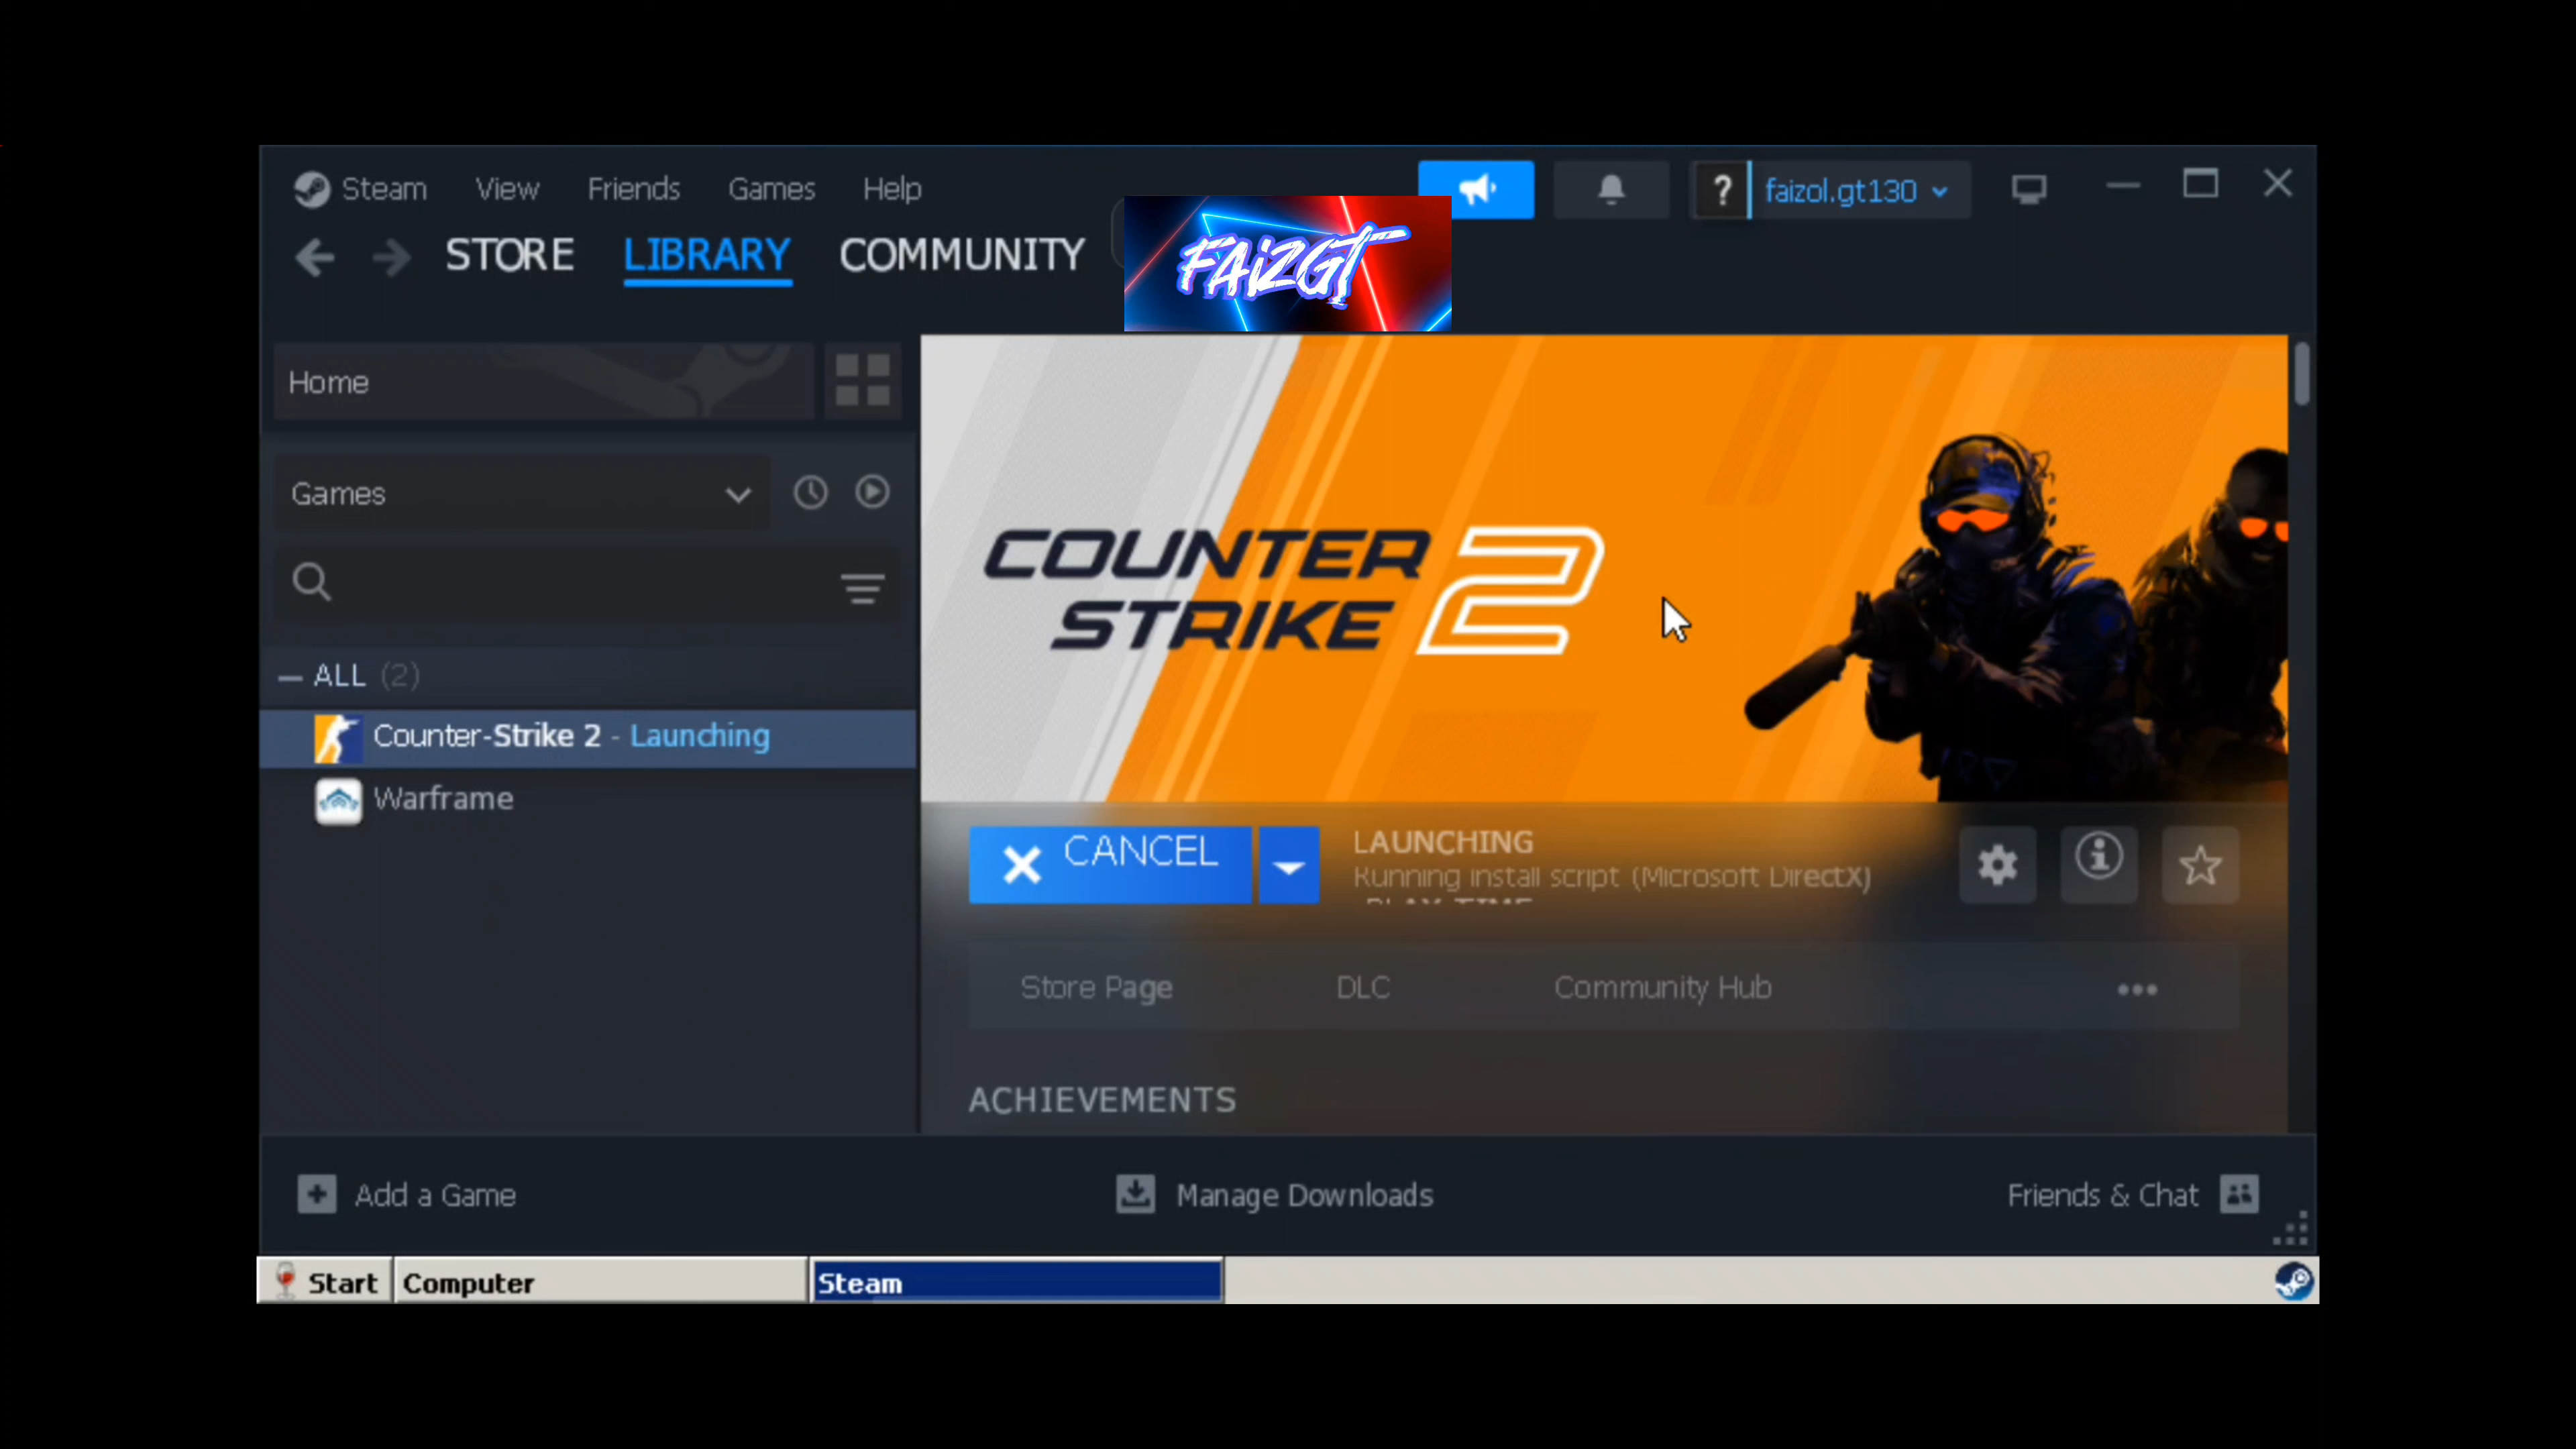 Steam View Friends Games Help
? faizol.gt130
STORE LIBRARY COMMUNITY
FAIZGT
Home
Games
COUNTER
STRIKE 2
ALL (2)
Counter-Strike 2 - Launching
Warframe
CANCEL
LAUNCHING
Running install script (Microsoft DirectX)
PLAY TIME
Store Page DLC Community Hub
ACHIEVEMENTS
Add a Game
Manage Downloads
Friends & Chat
Start Computer Steam